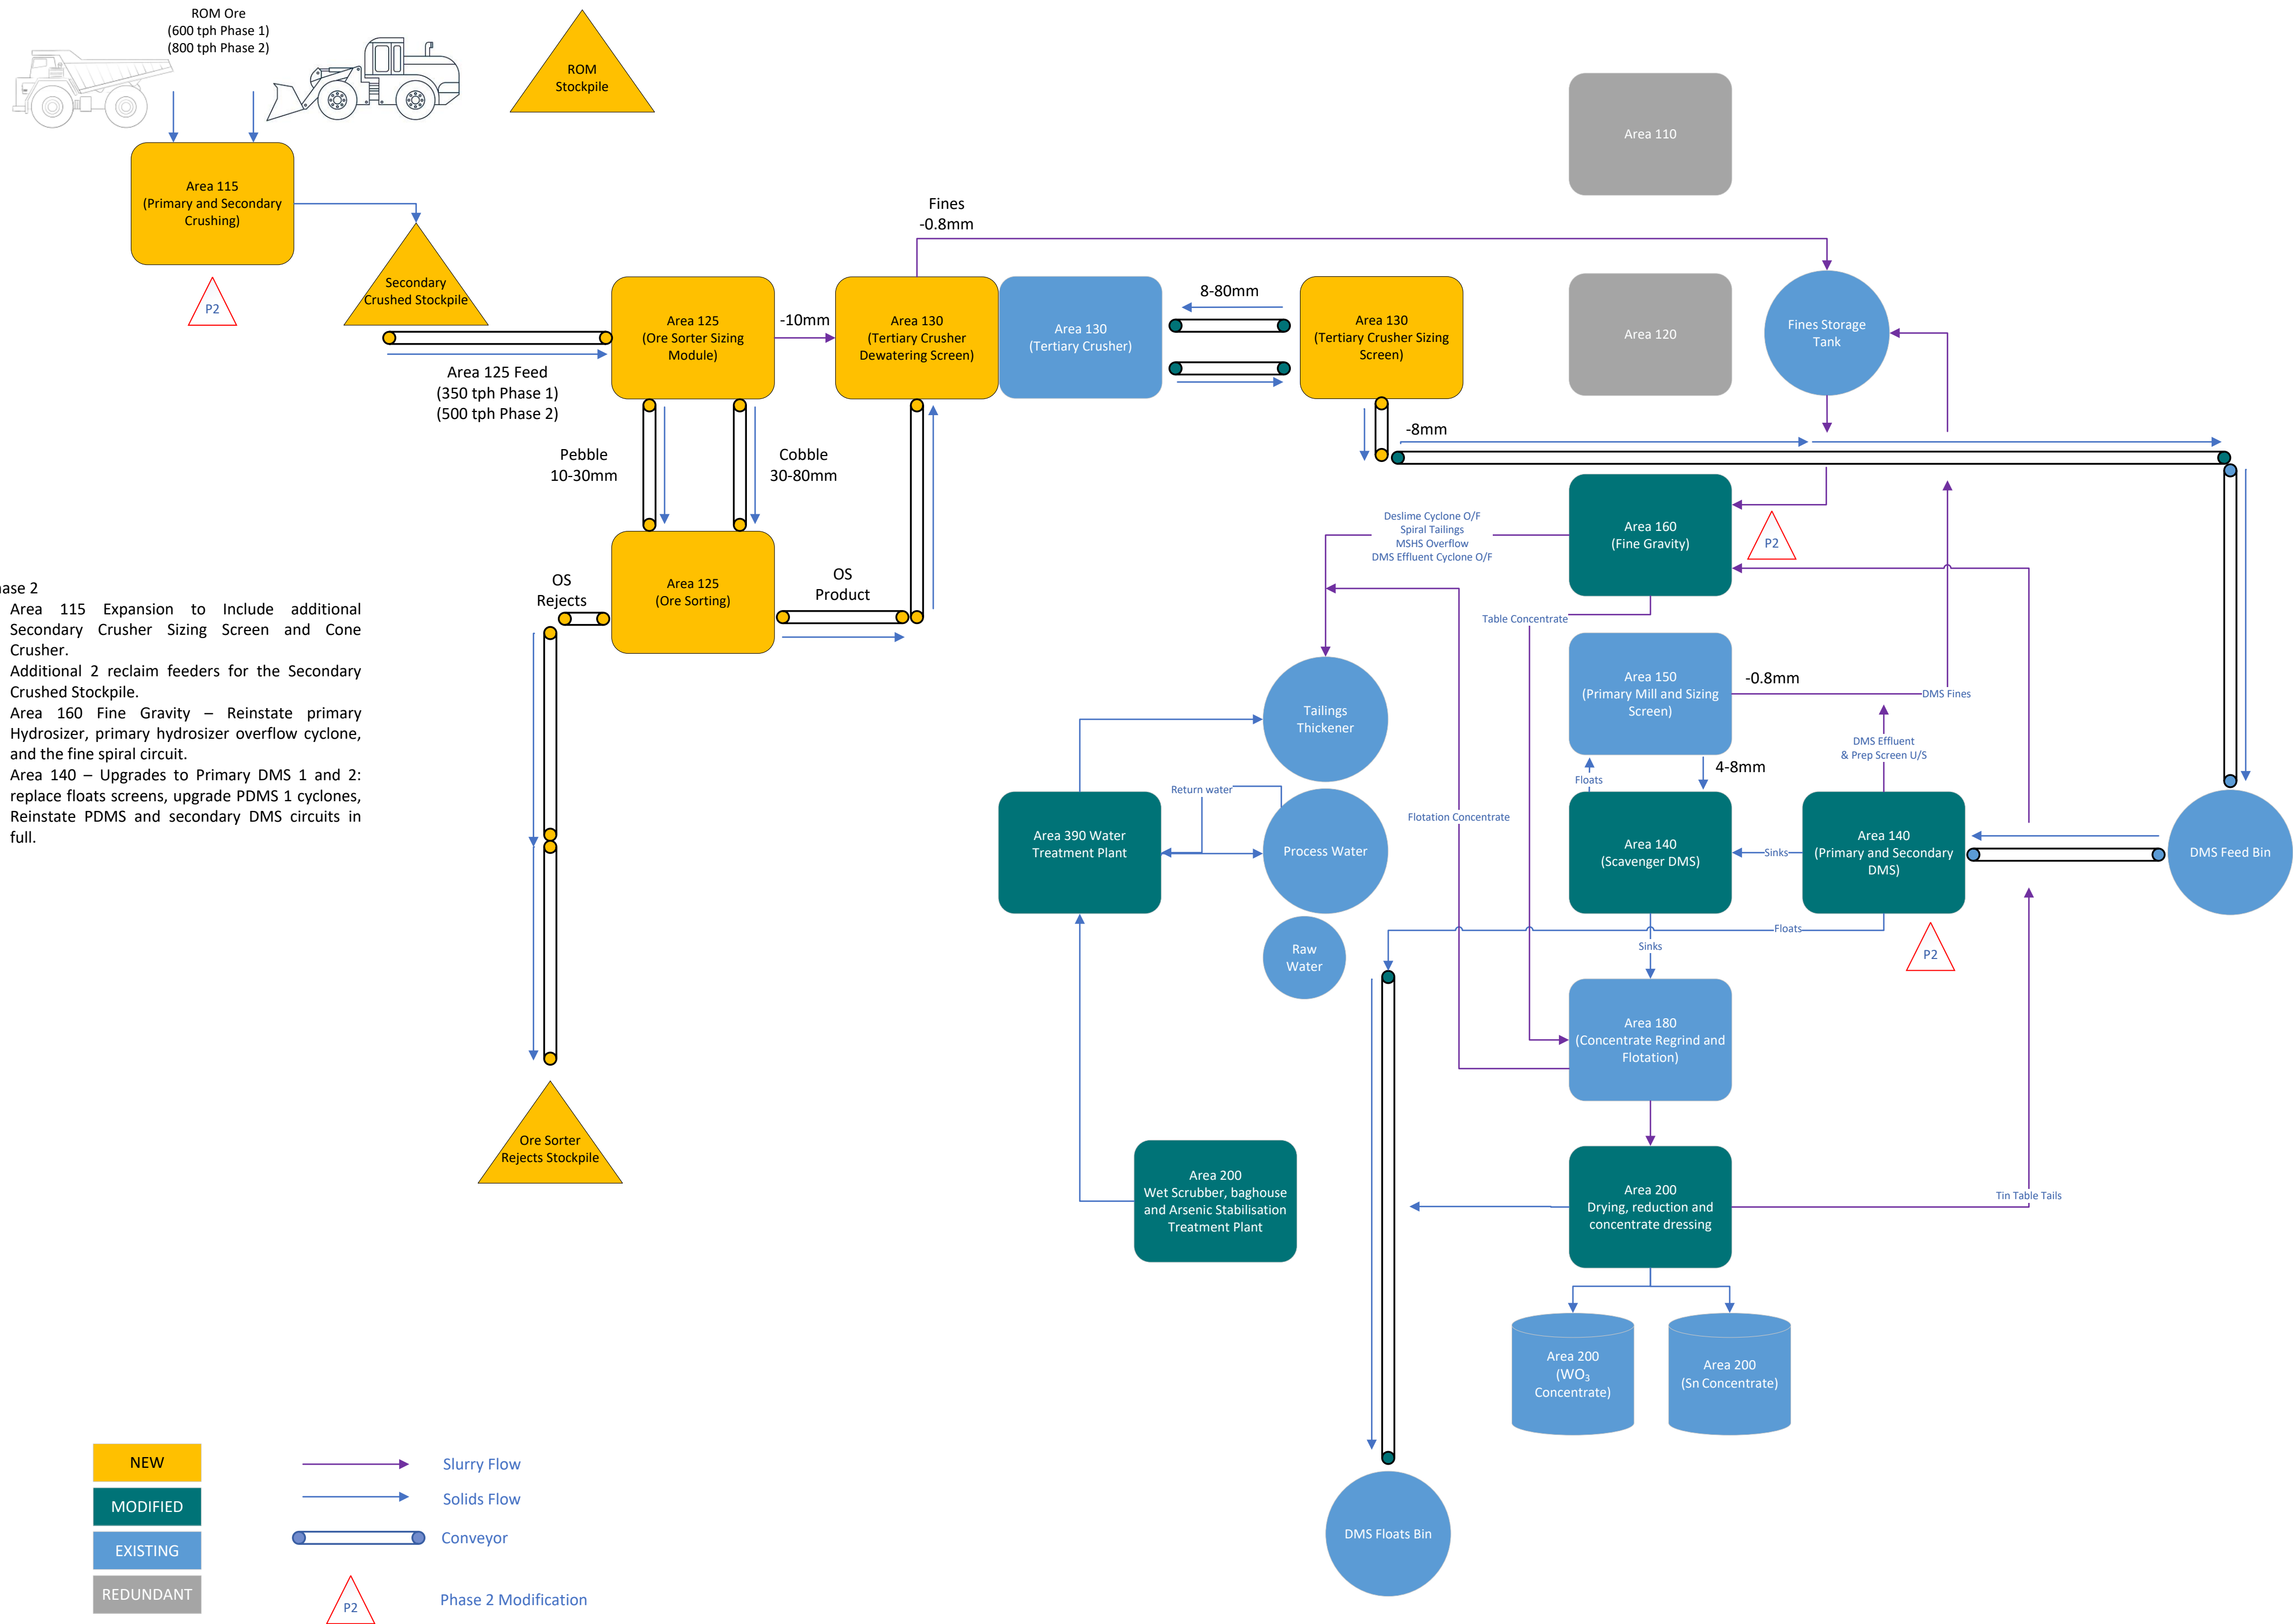 ROM Ore
(600 tph Phase 1)
(800 tph Phase 2)
ROM
Stockpile
Area 110
Area 115
(Primary and Secondary
Crushing)
P2
Secondary
Crushed Stockpile
Fines
-0.8mm
Area 125
(Ore Sorter Sizing
Module)
-10mm
Area 130
(Tertiary Crusher
Dewatering Screen)
Area 130
(Tertiary Crusher)
8-80mm
Area 130
(Tertiary Crusher Sizing
Screen)
Area 120
Fines Storage
Tank
Area 125 Feed
(350 tph Phase 1)
(500 tph Phase 2)
-8mm
Pebble
10-30mm
Cobble
30-80mm
Deslime Cyclone O/F
Spiral Tailings
MSHS Overflow
DMS Effluent Cyclone O/F
Area 160
(Fine Gravity)
P2
hase 2
Area 115 Expansion to Include additional
Secondary Crusher Sizing Screen and Cone
Crusher.
Additional 2 reclaim feeders for the Secondary
Crushed Stockpile.
Area 160 Fine Gravity – Reinstate primary
Hydrosizer, primary hydrosizer overflow cyclone,
and the fine spiral circuit.
Area 140 – Upgrades to Primary DMS 1 and 2:
replace floats screens, upgrade PDMS 1 cyclones,
Reinstate PDMS and secondary DMS circuits in
full.
OS
Rejects
Area 125
(Ore Sorting)
OS
Product
Table Concentrate
Area 150
(Primary Mill and Sizing
Screen)
-0.8mm
DMS Fines
Tailings
Thickener
DMS Effluent
& Prep Screen U/S
4-8mm
Floats
Return water
Flotation Concentrate
Area 390 Water
Treatment Plant
Process Water
Area 140
(Scavenger DMS)
Sinks
Area 140
(Primary and Secondary
DMS)
DMS Feed Bin
Floats
P2
Sinks
Raw
Water
Area 180
(Concentrate Regrind and
Flotation)
Ore Sorter
Rejects Stockpile
Area 200
Wet Scrubber, baghouse
and Arsenic Stabilisation
Treatment Plant
Area 200
Drying, reduction and
concentrate dressing
Tin Table Tails
Area 200
(WO₃
Concentrate)
Area 200
(Sn Concentrate)
DMS Floats Bin
NEW
MODIFIED
EXISTING
REDUNDANT
Slurry Flow
Solids Flow
Conveyor
P2
Phase 2 Modification